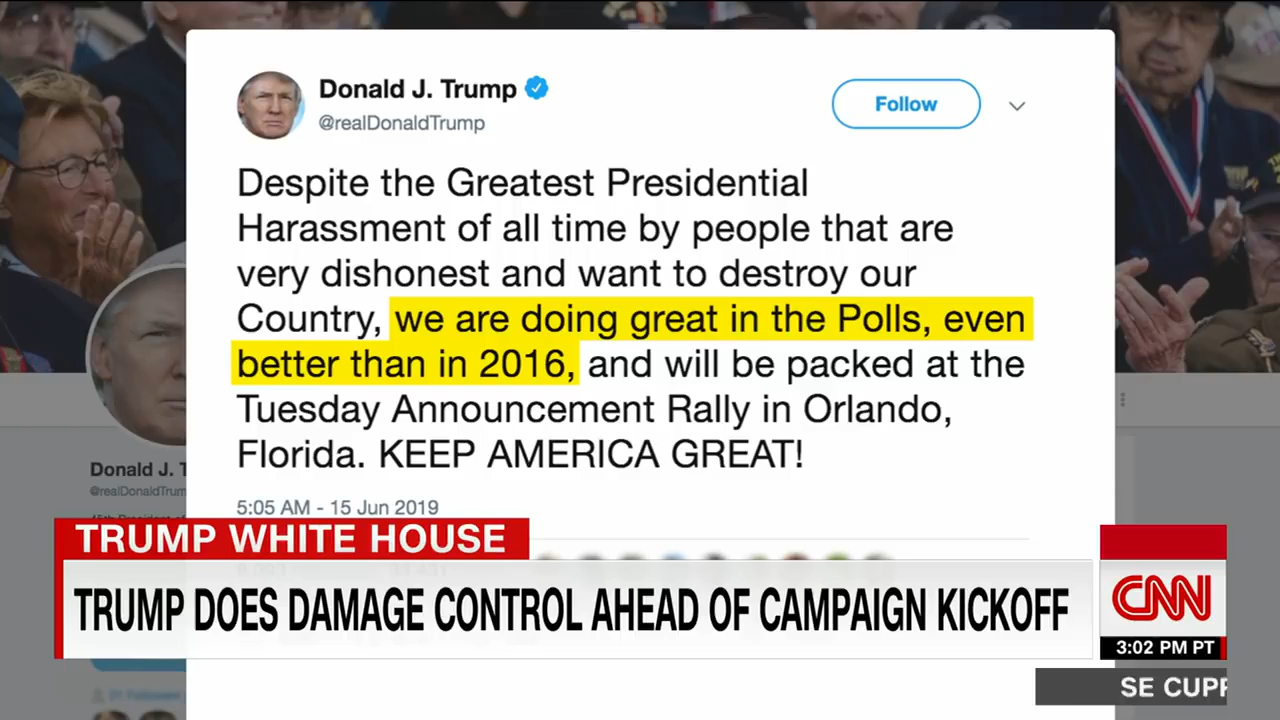 Donald J. Trump
@realDonaldTrump
Follow
Despite the Greatest Presidential
Harassment of all time by people that are
very dishonest and want to destroy our
Country, we are doing great in the Polls, even
better than in 2016, and will be packed at the
Tuesday Announcement Rally in Orlando,
Florida. KEEP AMERICA GREAT!
5:05 AM - 15 Jun 2019
Donald J. T
@realDonaldTrum
TRUMP WHITE HOUSE
TRUMP DOES DAMAGE CONTROL AHEAD OF CAMPAIGN KICKOFF
CNN
3:02 PM PT
SE CUPP